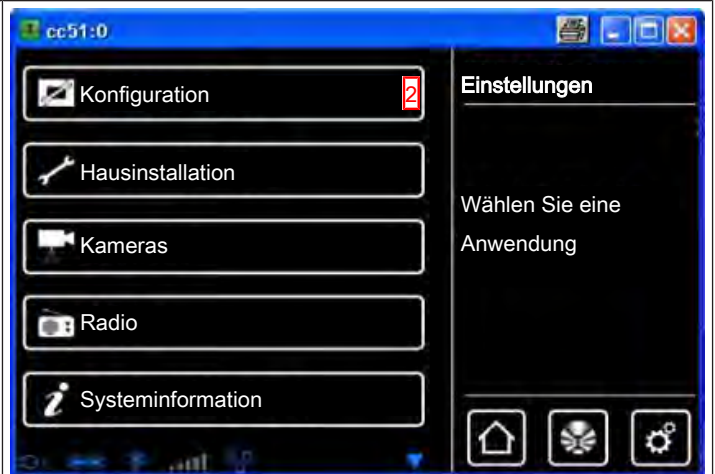 cc51:0
Konfiguration 2
Hausinstallation
Kameras
Radio
Systeminformation
Einstellungen
Wählen Sie eine
Anwendung